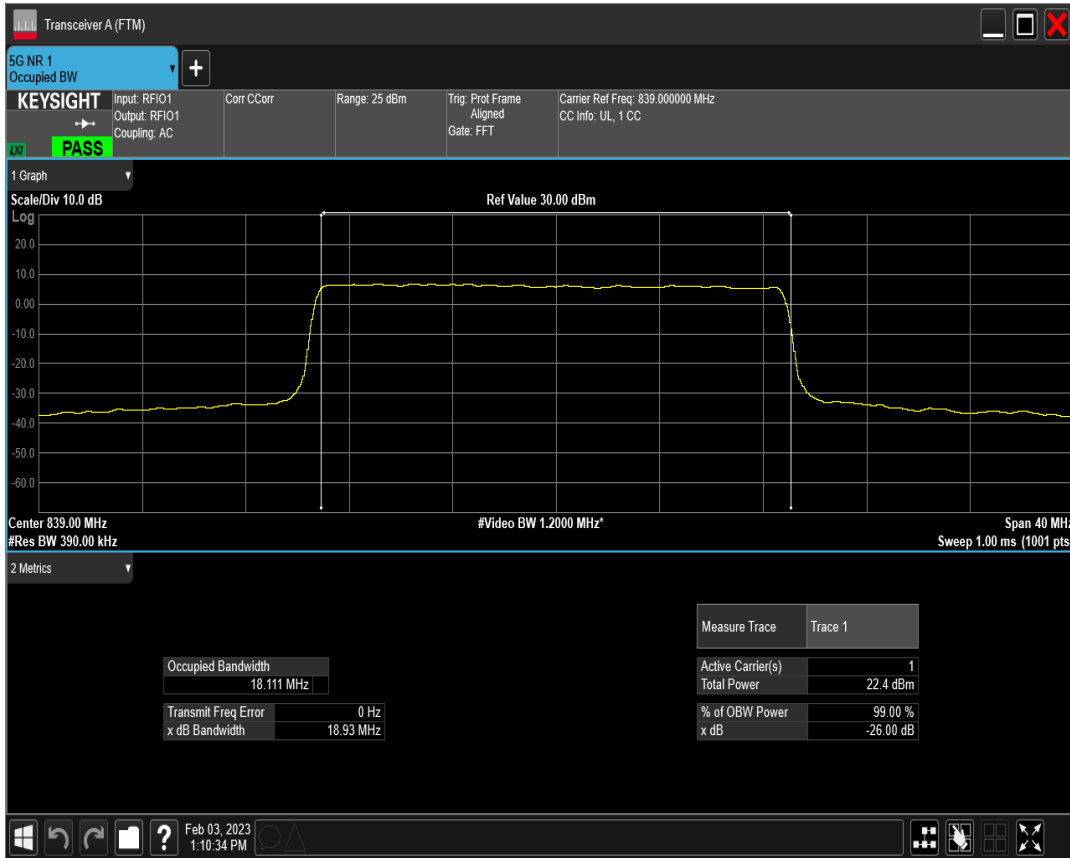 Transceiver A (FTM)
5G NR 1
Occupied BW
+
KEYSIGHT
LXI
PASS
Input: RFIO1
Output: RFIO1
Coupling: AC
Corr CCorr
Range: 25 dBm
Trig: Prot Frame
Aligned
Gate: FFT
Carrier Ref Freq: 839.000000 MHz
CC Info: UL, 1 CC
1 Graph
Scale/Div 10.0 dB
Ref Value 30.00 dBm
Log
20.0
10.0
0.00
-10.0
-20.0
-30.0
-40.0
-50.0
-60.0
Center 839.00 MHz
#Video BW 1.2000 MHz*
Span 40 MHz
#Res BW 390.00 kHz
Sweep 1.00 ms (1001 pts
2 Metrics
Measure Trace Trace 1
Occupied Bandwidth
18.111 MHz
Transmit Freq Error 0 Hz
x dB Bandwidth 18.93 MHz
Active Carrier(s) 1
Total Power 22.4 dBm
% of OBW Power 99.00 %
x dB -26.00 dB
?
Feb 03, 2023
1:10:34 PM